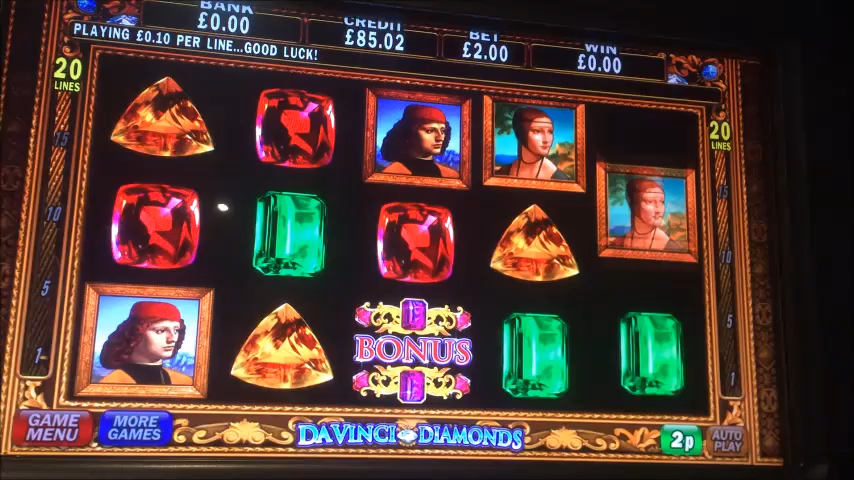 BANK
£0.00
CREDIT
£85.02
BET
£2.00
WIN
£0.00
PLAYING £0.10 PER LINE...GOOD LUCK!
20
LINES
15
10
5
1
20
LINES
15
10
5
1
BONUS
GAME
MENU
MORE
GAMES
DAVINCI DIAMONDS
2p
AUTO
PLAY